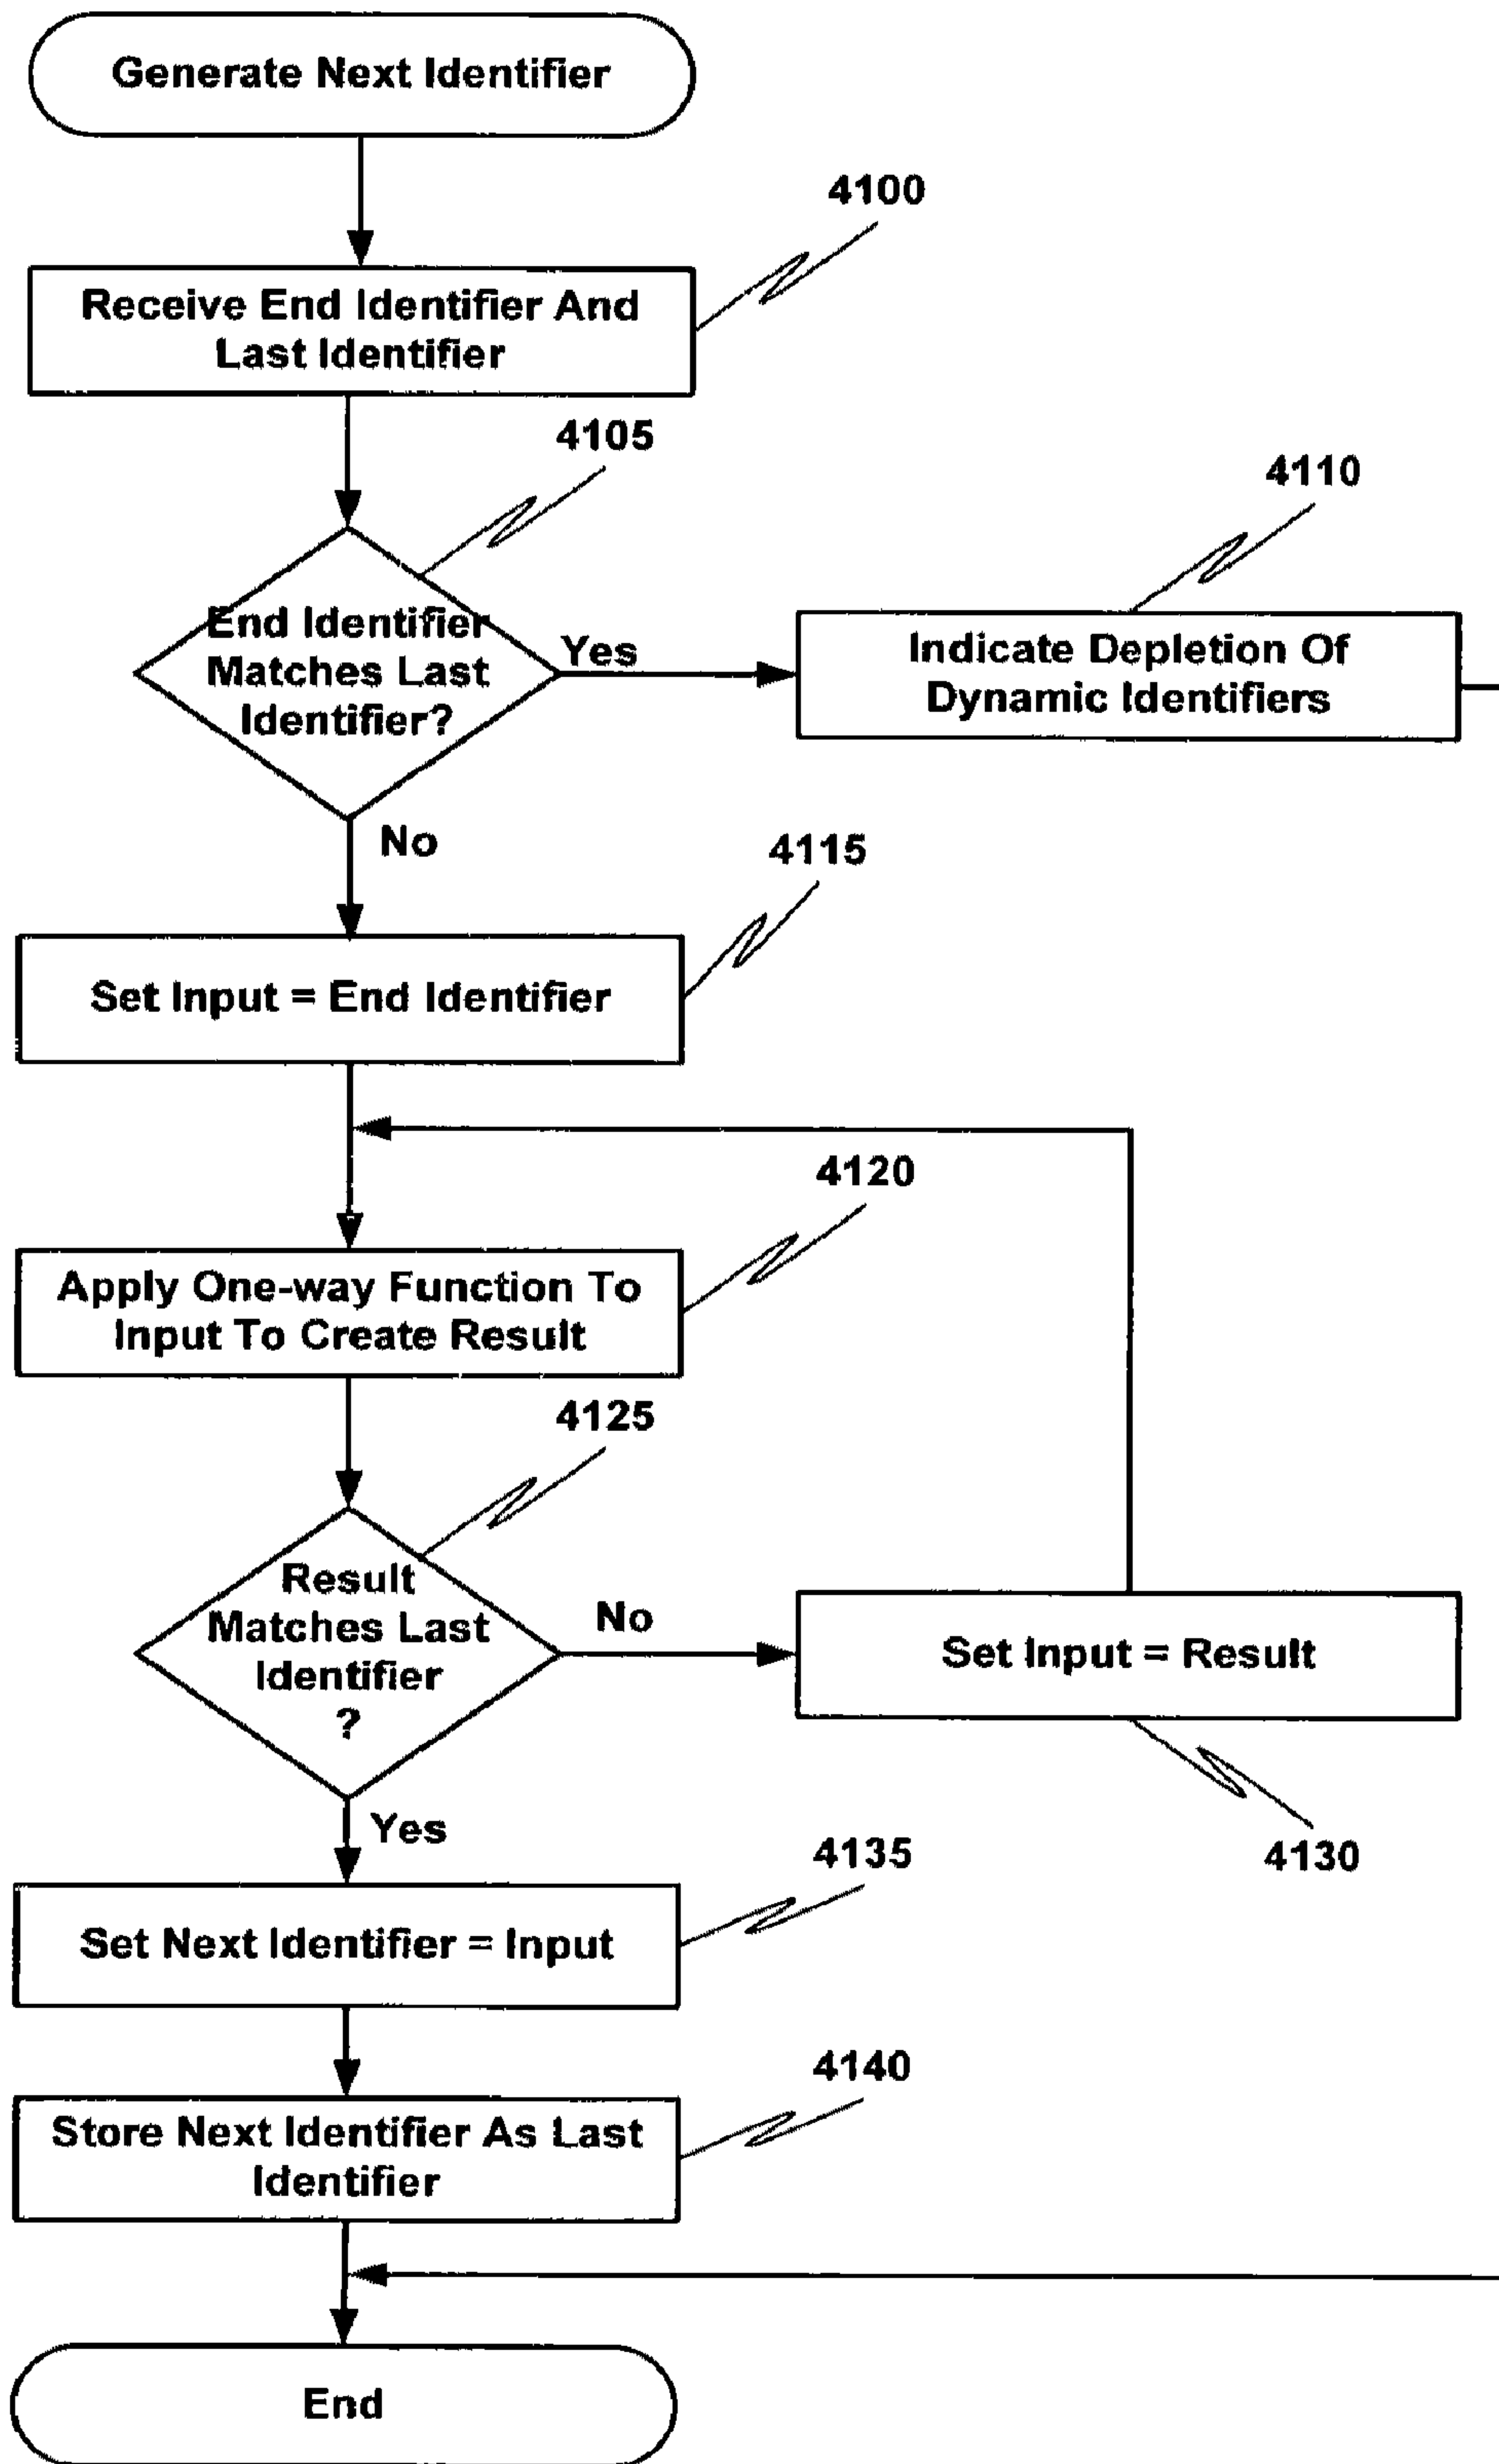 Generate Next Identifier
4100
Receive End Identifier And
Last Identifier
4105
4110
End Identifier
Matches Last
Identifier?
Yes
Indicate Depletion Of
Dynamic Identifiers
No
4115
Set Input = End Identifier
4120
Apply One-way Function To
Input To Create Result
4125
Result
Matches Last
Identifier
?
No
Set Input = Result
Yes
4130
4135
Set Next Identifier = Input
4140
Store Next Identifier As Last
Identifier
End